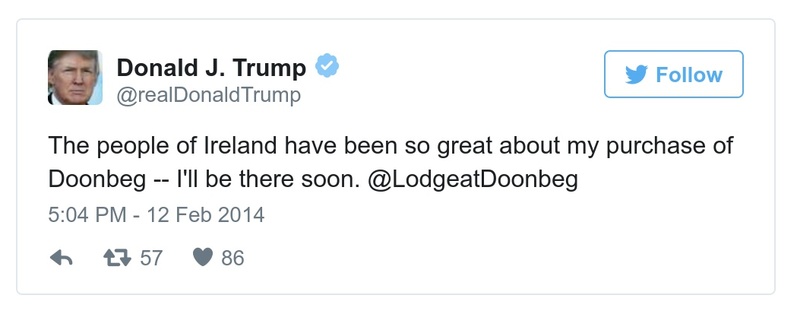 Donald J. Trump
@realDonaldTrump
Follow
The people of Ireland have been so great about my purchase of
Doonbeg -- I'll be there soon. @LodgeatDoonbeg
5:04 PM - 12 Feb 2014
57 86